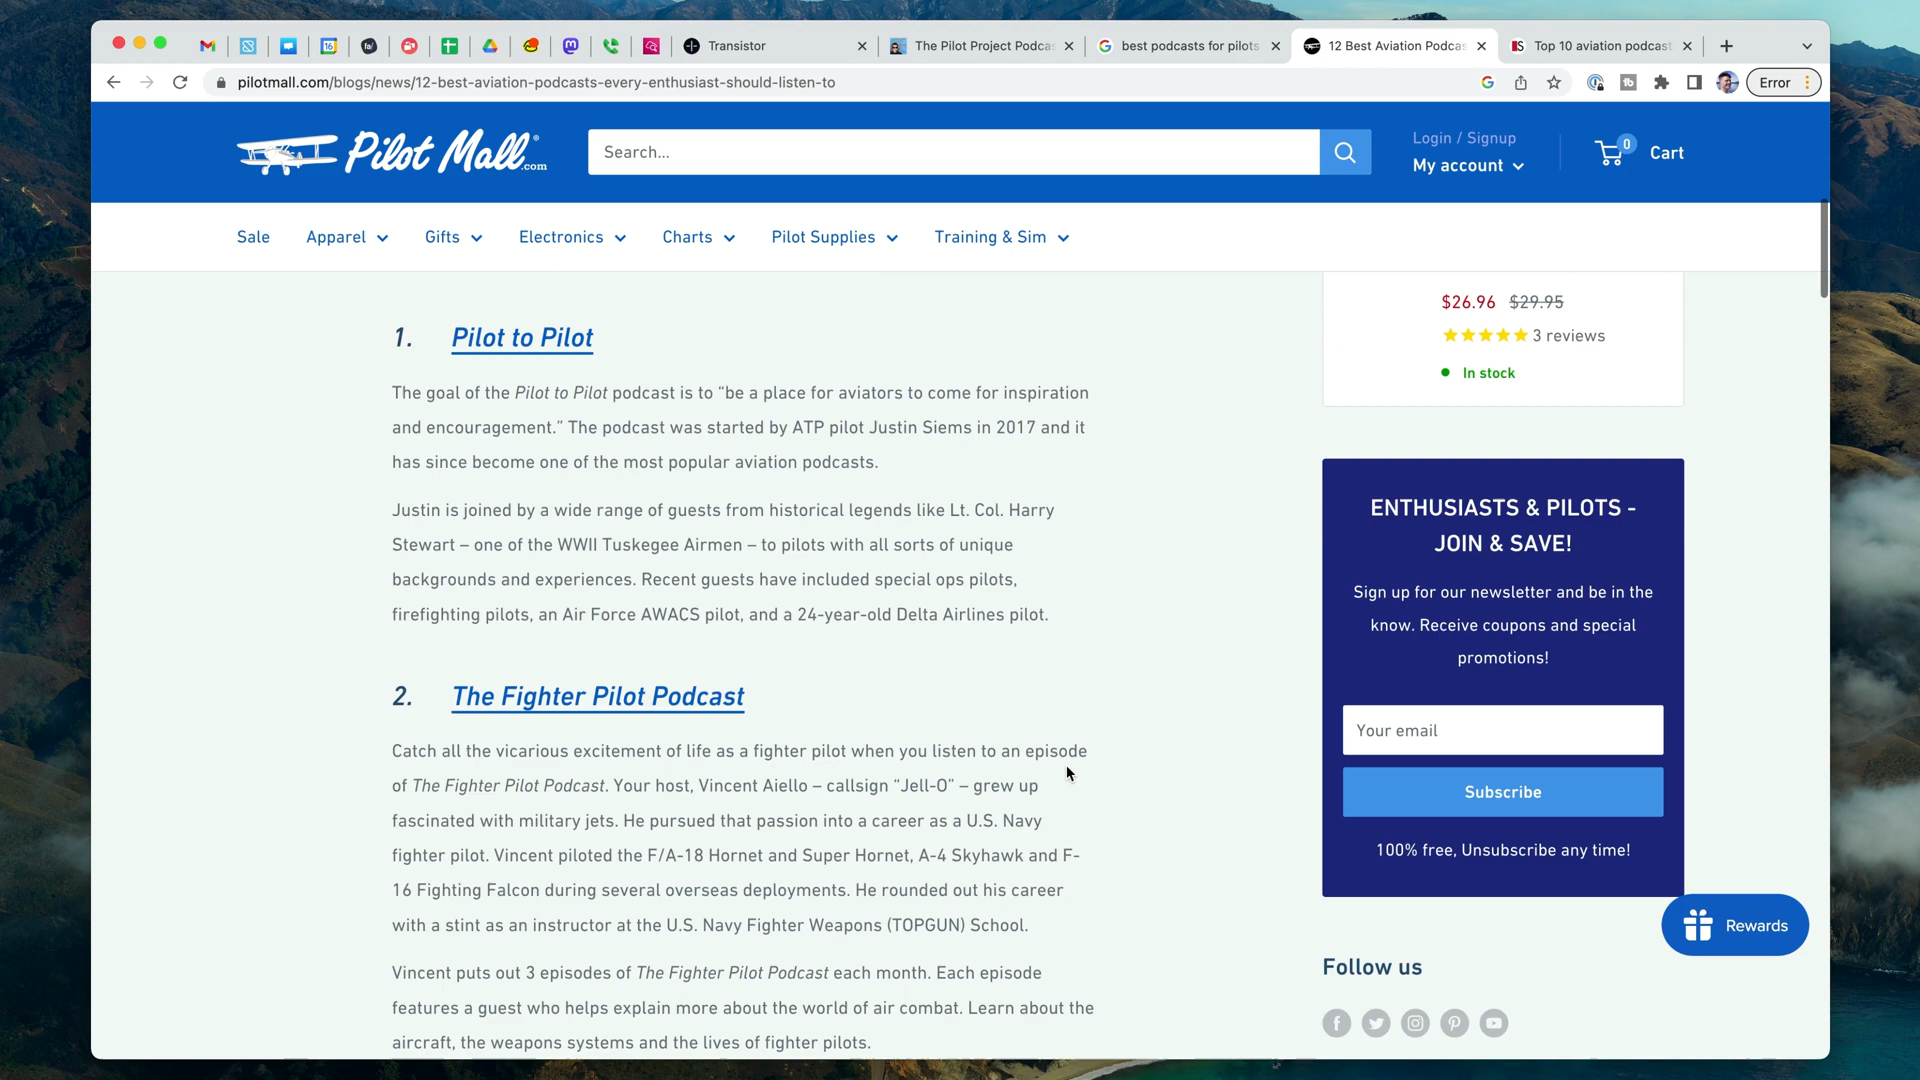 Transistor
The Pilot Project Podcas
best podcasts for pilots
12 Best Aviation Podcas
Top 10 aviation podcast
pilotmall.com/blogs/news/12-best-aviation-podcasts-every-enthusiast-should-listen-to
Error
Pilot Mall®.com
Search...
Login / Signup
My account
0
Cart
Sale
Apparel
Gifts
Electronics
Charts
Pilot Supplies
Training & Sim
1. Pilot to Pilot
The goal of the Pilot to Pilot podcast is to “be a place for aviators to come for inspiration
and encouragement.” The podcast was started by ATP pilot Justin Siems in 2017 and it
has since become one of the most popular aviation podcasts.
Justin is joined by a wide range of guests from historical legends like Lt. Col. Harry
Stewart – one of the WWII Tuskegee Airmen – to pilots with all sorts of unique
backgrounds and experiences. Recent guests have included special ops pilots,
firefighting pilots, an Air Force AWACS pilot, and a 24-year-old Delta Airlines pilot.
2. The Fighter Pilot Podcast
Catch all the vicarious excitement of life as a fighter pilot when you listen to an episode
of The Fighter Pilot Podcast. Your host, Vincent Aiello – callsign “Jell-O” – grew up
fascinated with military jets. He pursued that passion into a career as a U.S. Navy
fighter pilot. Vincent piloted the F/A-18 Hornet and Super Hornet, A-4 Skyhawk and F-
16 Fighting Falcon during several overseas deployments. He rounded out his career
with a stint as an instructor at the U.S. Navy Fighter Weapons (TOPGUN) School.
Vincent puts out 3 episodes of The Fighter Pilot Podcast each month. Each episode
features a guest who helps explain more about the world of air combat. Learn about the
aircraft, the weapons systems and the lives of fighter pilots.
$26.96 $29.95
3 reviews
In stock
ENTHUSIASTS & PILOTS -
JOIN & SAVE!
Sign up for our newsletter and be in the
know. Receive coupons and special
promotions!
Your email
Subscribe
100% free, Unsubscribe any time!
Rewards
Follow us